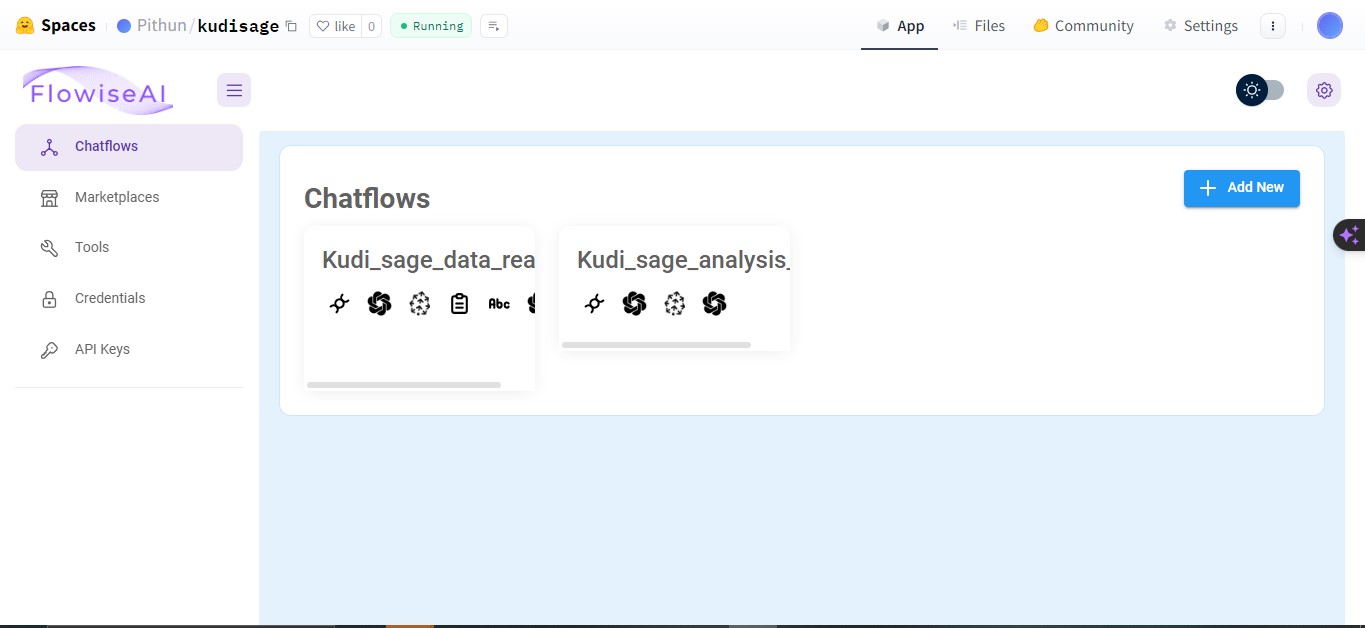 Spaces Pithun/kudisage like 0 Running App Files Community Settings
FlowiseAI
Chatflows
Marketplaces
Tools
Credentials
API Keys
Chatflows
Add New
Kudi_sage_data_rea
Kudi_sage_analysis_
Abc